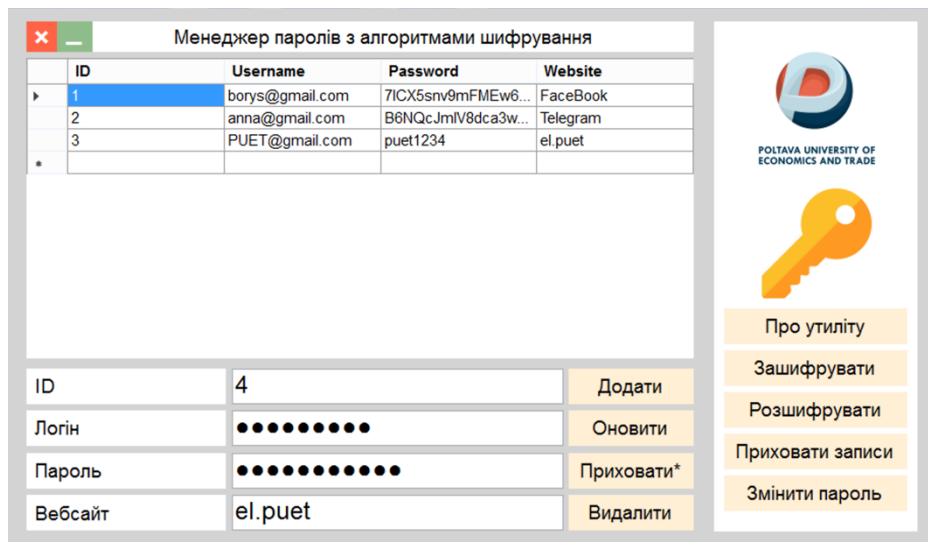 Менеджер паролів з алгоритмами шифрування
ID Username Password Website
1 borys@gmail.com 7ICX5snv9mFMEw6... FaceBook
2 anna@gmail.com B6NQcJmlV8dca3w... Telegram
3 PUET@gmail.com puet1234 el.puet
POLTAVA UNIVERSITY OF
ECONOMICS AND TRADE
Про утиліту
Зашифрувати
Розшифрувати
Приховати записи
Змінити пароль
ID 4 Додати
Логін ●●●●●●●●● Оновити
Пароль ●●●●●●●●●●● Приховати*
Вебсайт el.puet Видалити